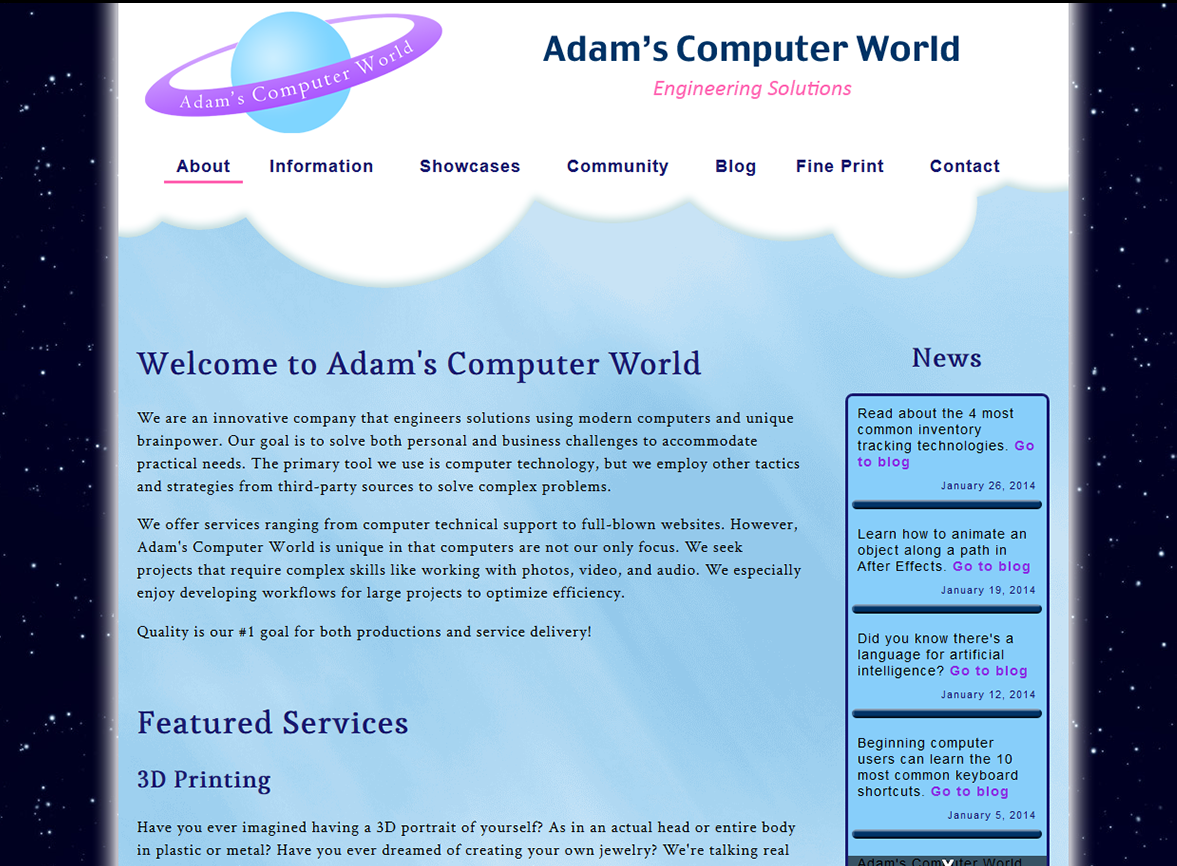 Adam's Computer World
Adam's Computer World
Engineering Solutions
About Information Showcases Community Blog Fine Print Contact
Welcome to Adam's Computer World
We are an innovative company that engineers solutions using modern computers and unique
brainpower. Our goal is to solve both personal and business challenges to accommodate
practical needs. The primary tool we use is computer technology, but we employ other tactics
and strategies from third-party sources to solve complex problems.
We offer services ranging from computer technical support to full-blown websites. However,
Adam's Computer World is unique in that computers are not our only focus. We seek
projects that require complex skills like working with photos, video, and audio. We especially
enjoy developing workflows for large projects to optimize efficiency.
Quality is our #1 goal for both productions and service delivery!
Featured Services
3D Printing
Have you ever imagined having a 3D portrait of yourself? As in an actual head or entire body
in plastic or metal? Have you ever dreamed of creating your own jewelry? We're talking real
News
Read about the 4 most
common inventory
tracking technologies. Go
to blog
January 26, 2014
Learn how to animate an
object along a path in
After Effects. Go to blog
January 19, 2014
Did you know there's a
language for artificial
intelligence? Go to blog
January 12, 2014
Beginning computer
users can learn the 10
most common keyboard
shortcuts. Go to blog
January 5, 2014
Adam's Computer World